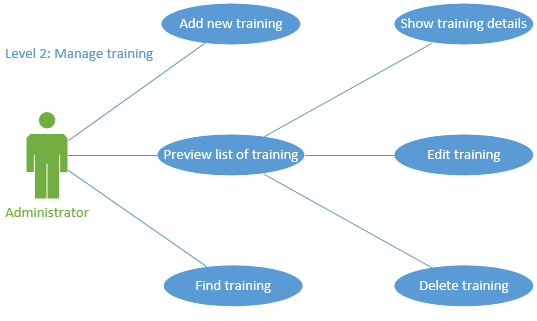 Add new training
Show training details
Level 2: Manage training
Preview list of training
Edit training
Administrator
Find training
Delete training